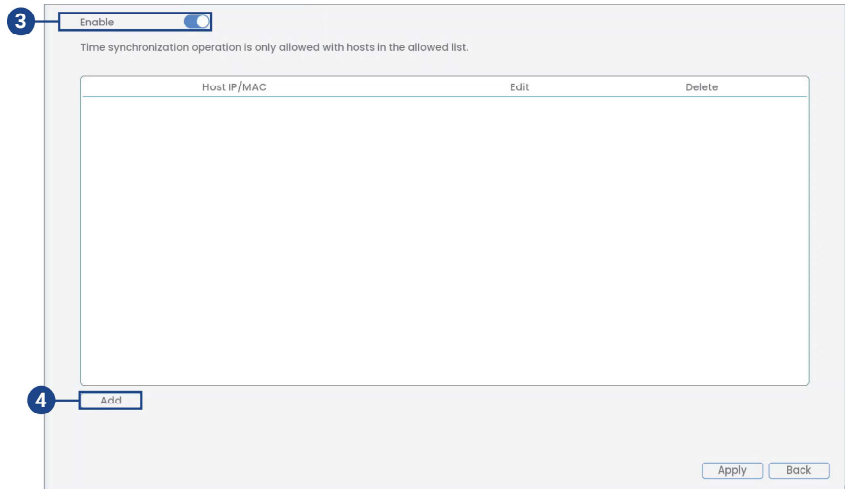 3
Enable
Time synchronization operation is only allowed with hosts in the allowed list.
Host IP/MAC Edit Delete
4
Add
Apply Back